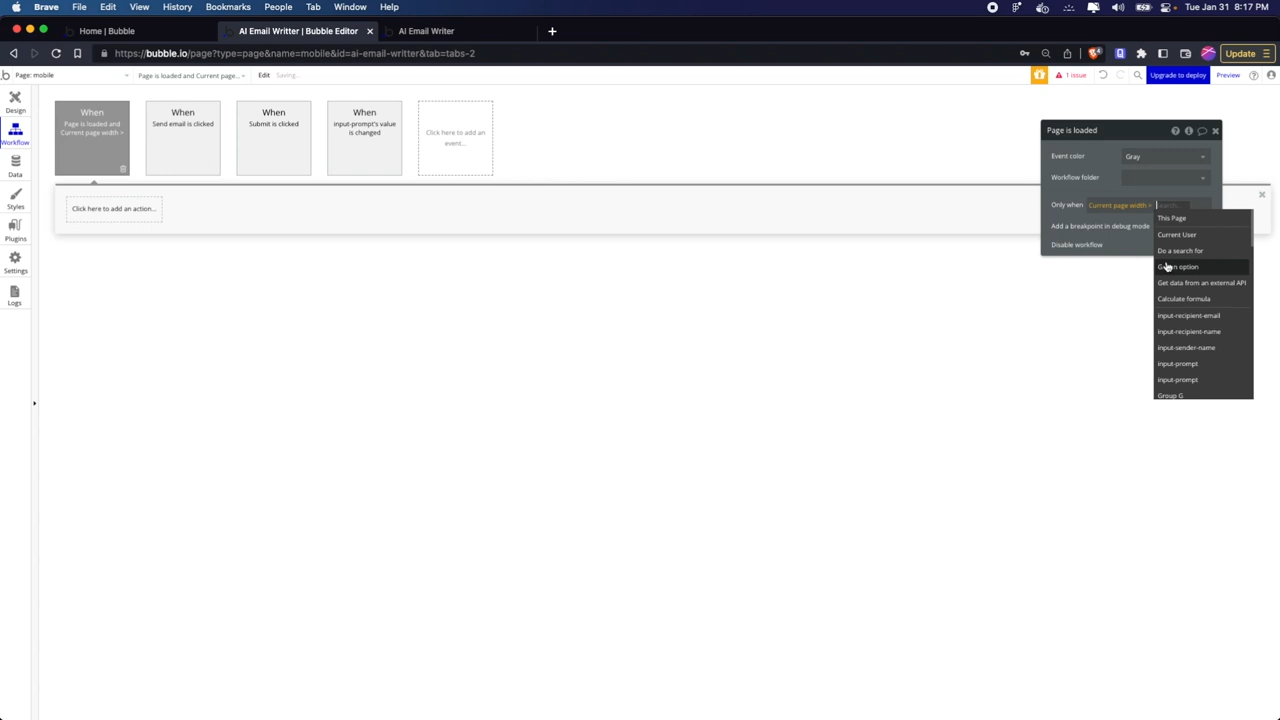 Brave File Edit View History Bookmarks People Tab Window Help Tue Jan 31 8:17 PM
Home | Bubble
AI Email Writter | Bubble Editor
AI Email Writer
https://bubble.io/page?type=page&name=mobile&id=ai-email-wrtiter&tab=tabs-2
Update
Page: mobile
Page is loaded and Current page...
Edit
Saving...
1 issue
Upgrade to deploy
Preview
Design
Workflow
Data
Styles
Plugins
Settings
Logs
When
Page is loaded and
Current page width >
When
Send email is clicked
When
Submit is clicked
When
input-prompt's value
is changed
Click here to add an
event...
Click here to add an action...
Page is loaded
Event color Gray
Workflow folder
Only when Current page width >
Add a breakpoint in debug mode
Disable workflow
This Page
Current User
Do a search for
option
Get data from an external API
Calculate formula
input-recipient-email
input-recipient-name
input-sender-name
input-prompt
input-prompt
Group G